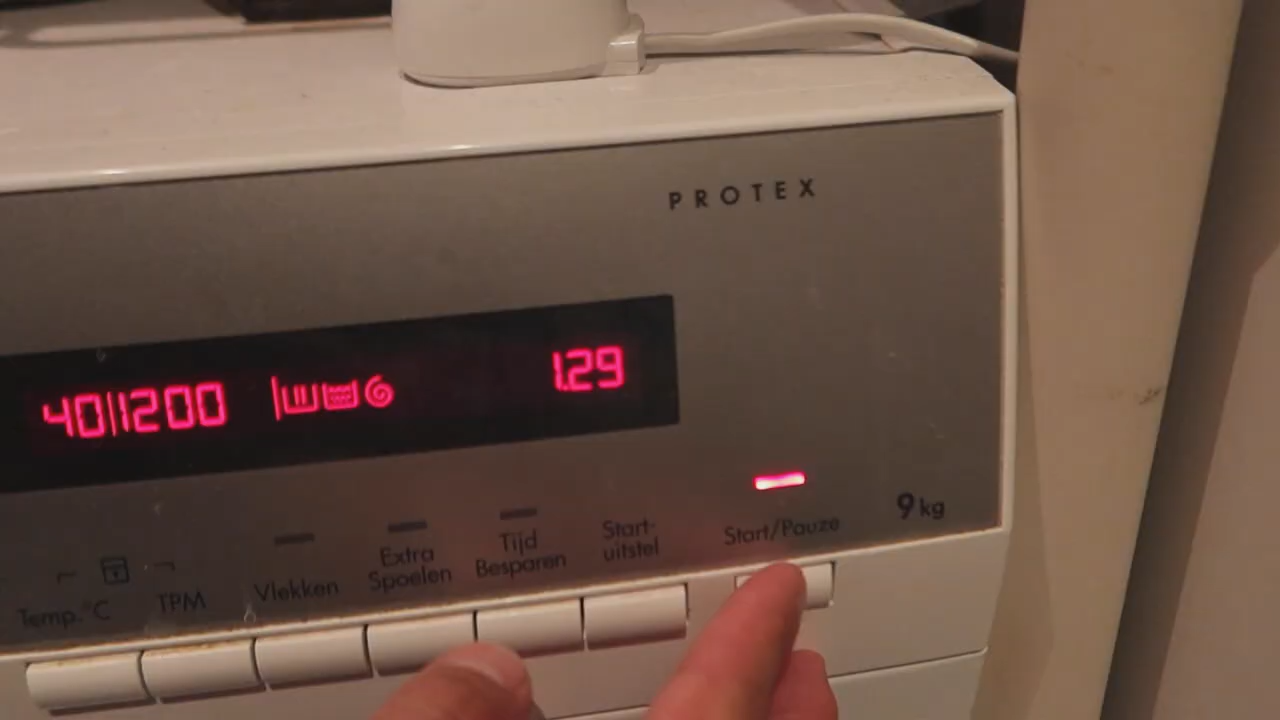 PROTEX
40 1200 1.29
Vlekken
Extra
Spoelen
Tijd
Besparen
Start-
uitstel
Start/Pauze
9 kg
Temp.°C
TPM